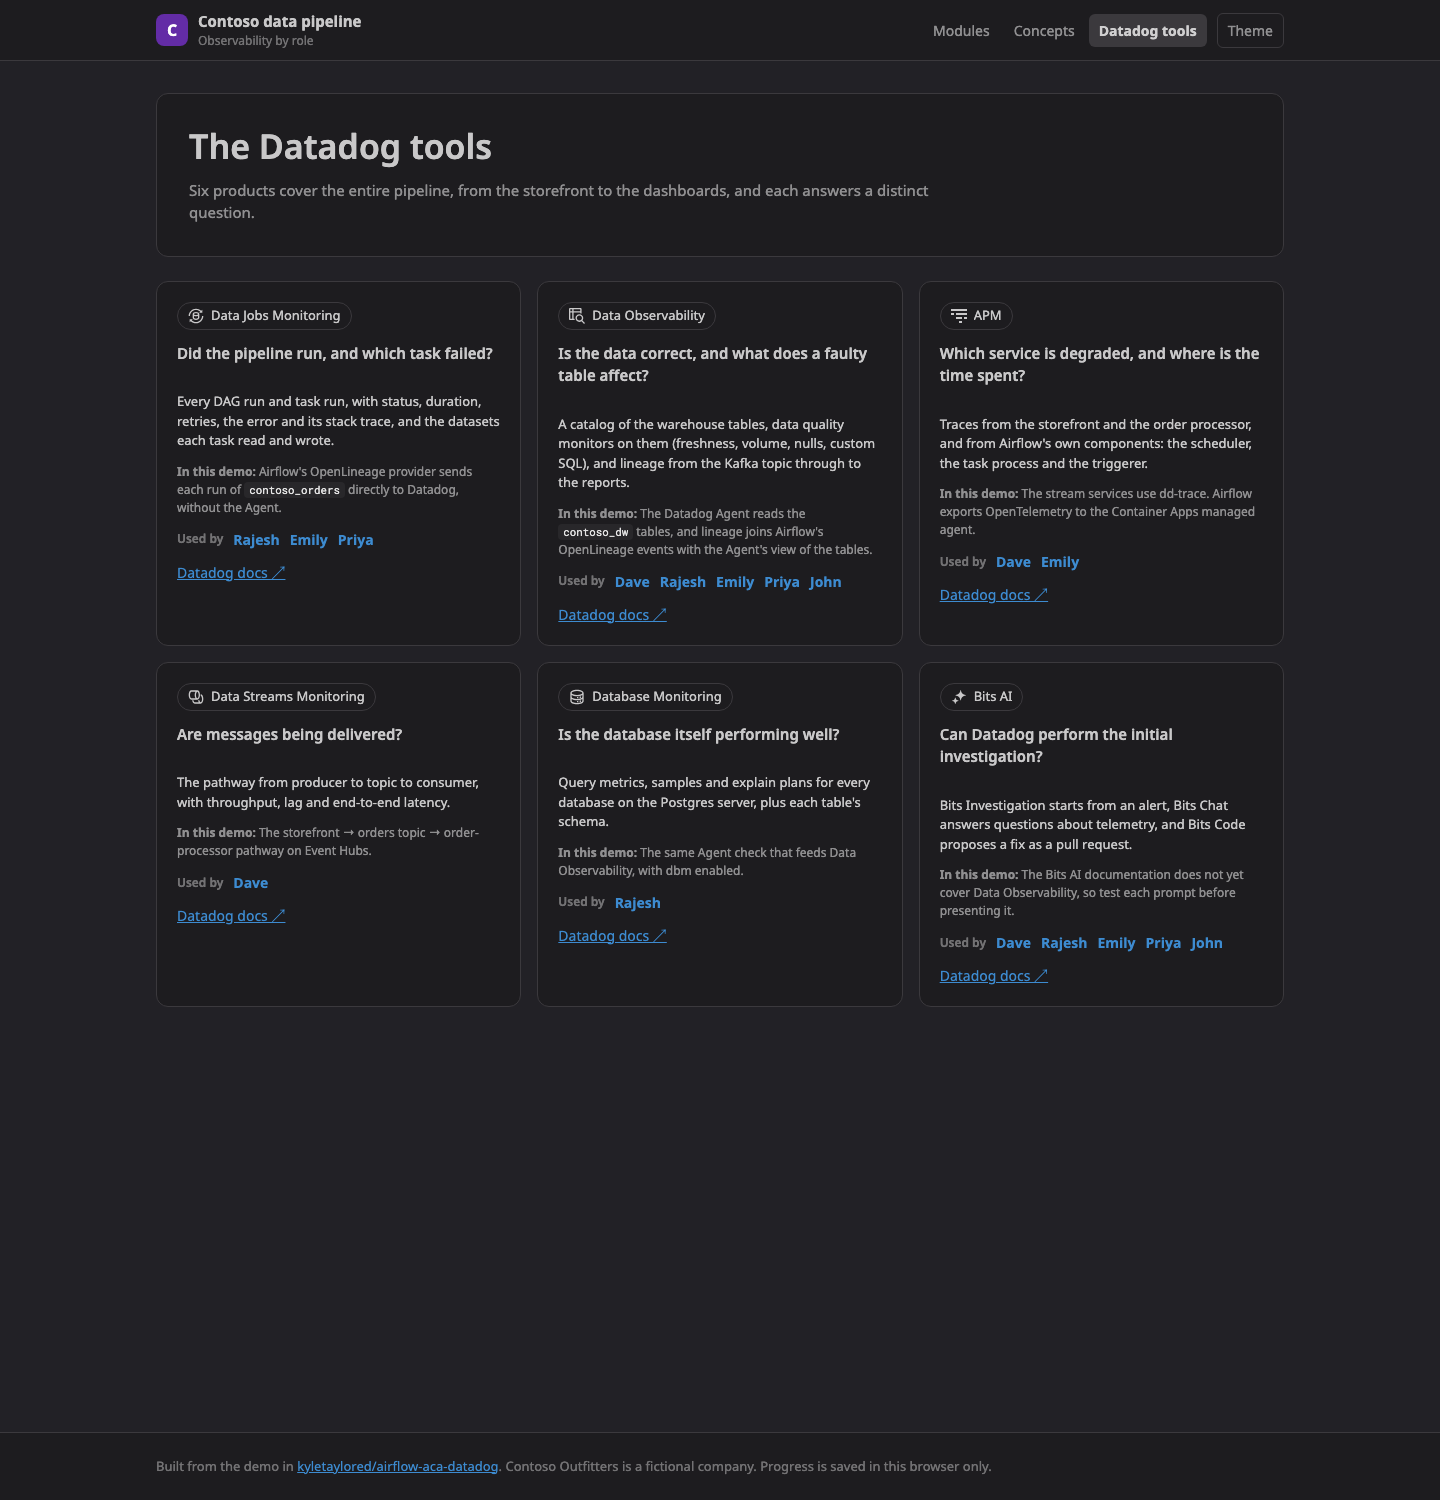 C
Contoso data pipeline
Observability by role
Modules
Concepts
Datadog tools
Theme
The Datadog tools
Six products cover the entire pipeline, from the storefront to the dashboards, and each answers a distinct
question.
Data Jobs Monitoring
Did the pipeline run, and which task failed?
Every DAG run and task run, with status, duration,
retries, the error and its stack trace, and the datasets
each task read and wrote.
In this demo: Airflow's OpenLineage provider sends
each run of contoso_orders directly to Datadog,
without the Agent.
Used by Rajesh Emily Priya
Datadog docs ↗
Data Observability
Is the data correct, and what does a faulty
table affect?
A catalog of the warehouse tables, data quality
monitors on them (freshness, volume, nulls, custom
SQL), and lineage from the Kafka topic through to
the reports.
In this demo: The Datadog Agent reads the
contoso_dw tables, and lineage joins Airflow's
OpenLineage events with the Agent's view of the tables.
Used by Dave Rajesh Emily Priya John
Datadog docs ↗
APM
Which service is degraded, and where is the
time spent?
Traces from the storefront and the order processor,
and from Airflow's own components: the scheduler,
the task process and the triggerer.
In this demo: The stream services use dd-trace. Airflow
exports OpenTelemetry to the Container Apps managed
agent.
Used by Dave Emily
Datadog docs ↗
Data Streams Monitoring
Are messages being delivered?
The pathway from producer to topic to consumer,
with throughput, lag and end-to-end latency.
In this demo: The storefront → orders topic → order-
processor pathway on Event Hubs.
Used by Dave
Datadog docs ↗
Database Monitoring
Is the database itself performing well?
Query metrics, samples and explain plans for every
database on the Postgres server, plus each table's
schema.
In this demo: The same Agent check that feeds Data
Observability, with dbm enabled.
Used by Rajesh
Datadog docs ↗
Bits AI
Can Datadog perform the initial
investigation?
Bits Investigation starts from an alert, Bits Chat
answers questions about telemetry, and Bits Code
proposes a fix as a pull request.
In this demo: The Bits AI documentation does not yet
cover Data Observability, so test each prompt before
presenting it.
Used by Dave Rajesh Emily Priya John
Datadog docs ↗
Built from the demo in kyletaylored/airflow-aca-datadog. Contoso Outfitters is a fictional company. Progress is saved in this browser only.